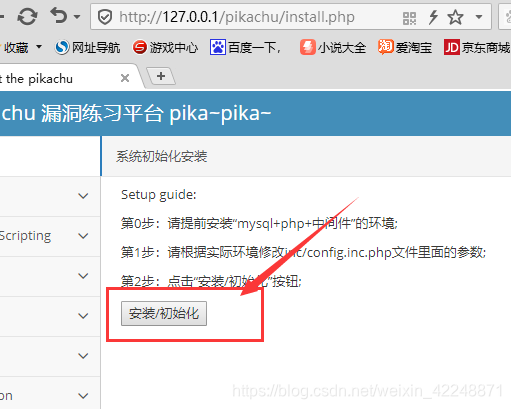 http://127.0.0.1/pikachu/install.php
收藏 网址导航 游戏中心 百度一下, 小说大全 爱淘宝 JD 京东商城
t the pikachu
chu 漏洞练习平台 pika~pika~
系统初始化安装
Setup guide:
第0步：请提前安装“mysql+php+中间件”的环境;
Scripting
第1步：请根据实际环境修改inc/config.inc.php文件里面的参数;
第2步：点击“安装/初始化”按钮;
安装/初始化
on
https://blog.csdn.net/weixin_42248871